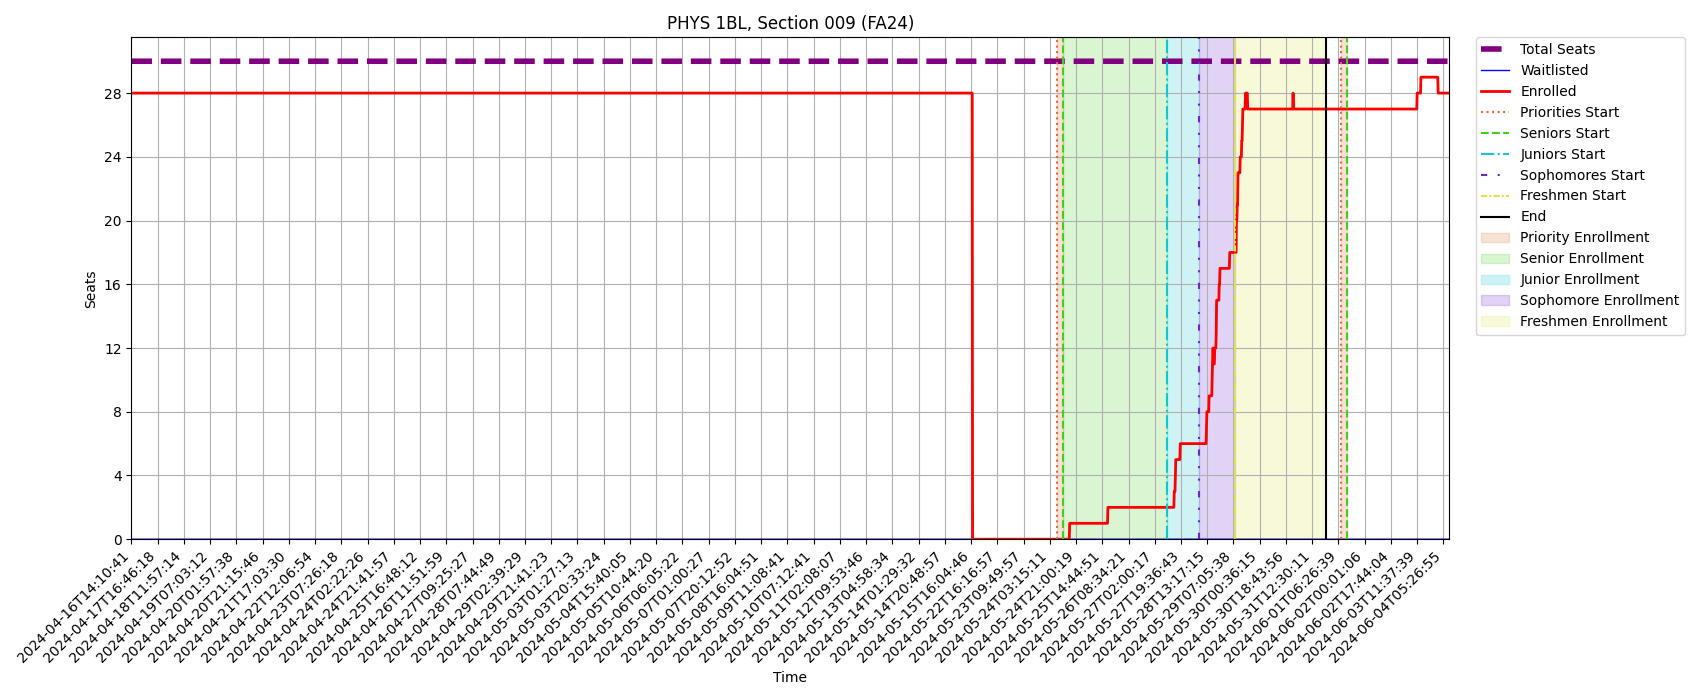 PHYS 1BL, Section 009 (FA24)
Total Seats
Waitlisted
Enrolled
Priorities Start
Seniors Start
Juniors Start
Sophomores Start
Freshmen Start
End
Priority Enrollment
Senior Enrollment
Junior Enrollment
Sophomore Enrollment
Freshmen Enrollment
Seats
28
24
20
16
12
8
4
0
2024-04-16T14:10:41
2024-04-17T16:46:18
2024-04-18T11:57:14
2024-04-19T07:03:12
2024-04-20T01:57:38
2024-04-20T21:15:46
2024-04-21T17:03:30
2024-04-22T12:06:54
2024-04-23T07:26:18
2024-04-24T02:22:26
2024-04-24T21:41:57
2024-04-25T16:48:12
2024-04-26T11:51:59
2024-04-27T09:25:27
2024-04-28T07:44:49
2024-04-29T02:39:29
2024-04-29T21:41:23
2024-05-03T01:27:13
2024-05-03T20:33:24
2024-05-04T15:40:05
2024-05-05T10:44:20
2024-05-06T06:05:22
2024-05-07T01:00:27
2024-05-07T20:12:52
2024-05-08T16:04:51
2024-05-09T11:08:41
2024-05-10T07:12:41
2024-05-11T02:08:07
2024-05-12T09:53:46
2024-05-13T04:58:34
2024-05-14T01:29:32
2024-05-14T20:48:57
2024-05-15T16:04:46
2024-05-22T16:16:57
2024-05-23T09:49:57
2024-05-24T03:15:11
2024-05-24T21:00:19
2024-05-25T14:44:51
2024-05-26T08:34:21
2024-05-27T02:00:17
2024-05-27T19:36:43
2024-05-28T13:17:15
2024-05-29T07:05:38
2024-05-30T00:36:15
2024-05-30T18:43:56
2024-05-31T12:30:11
2024-06-01T06:26:39
2024-06-02T00:01:06
2024-06-02T17:44:04
2024-06-03T11:37:39
2024-06-04T05:26:55
Time